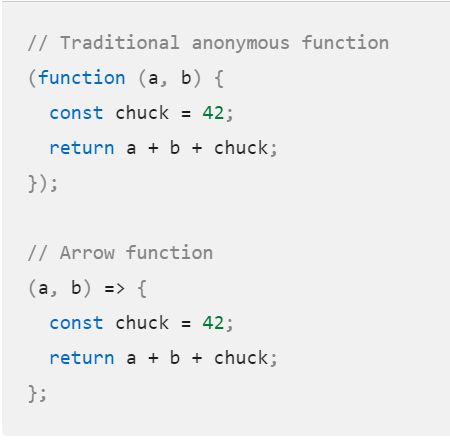 // Traditional anonymous function
(function (a, b) {
  const chuck = 42;
  return a + b + chuck;
});

// Arrow function
(a, b) => {
  const chuck = 42;
  return a + b + chuck;
};